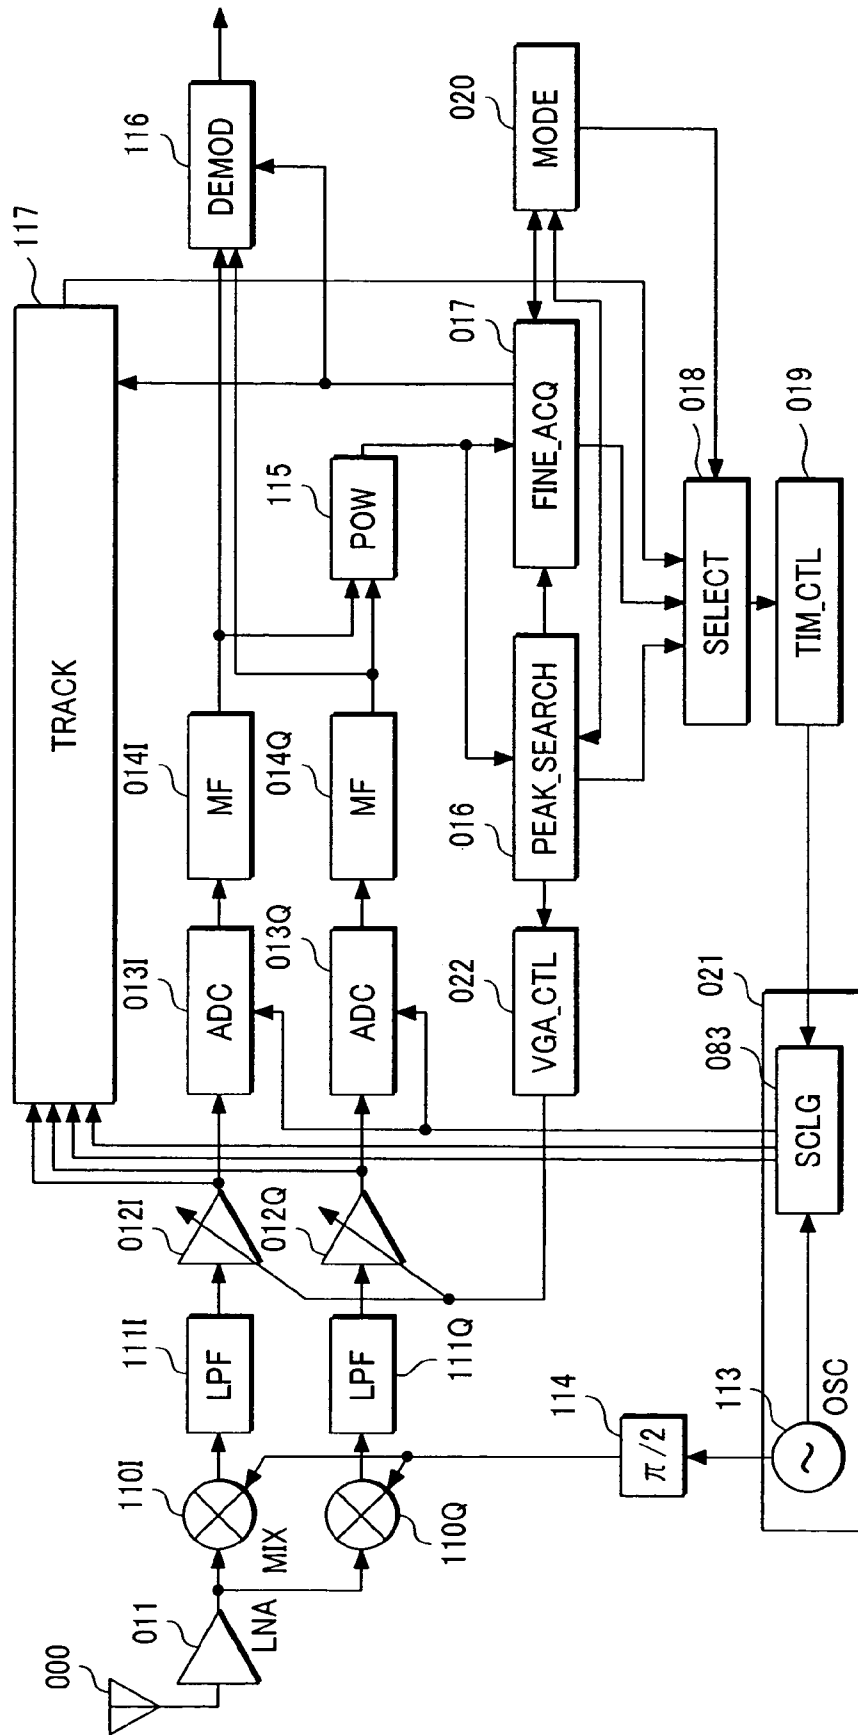 000
011
LNA
110I
MIX
110Q
111I
LPF
LPF
111Q
012I
012Q
013I
ADC
013Q
ADC
014I
MF
014Q
MF
TRACK
117
116
DEMOD
115
POW
016
PEAK_SEARCH
017
FINE_ACQ
020
MODE
022
VGA_CTL
018
SELECT
019
TIM_CTL
021
083
SCLG
114
π/2
113
~
OSC